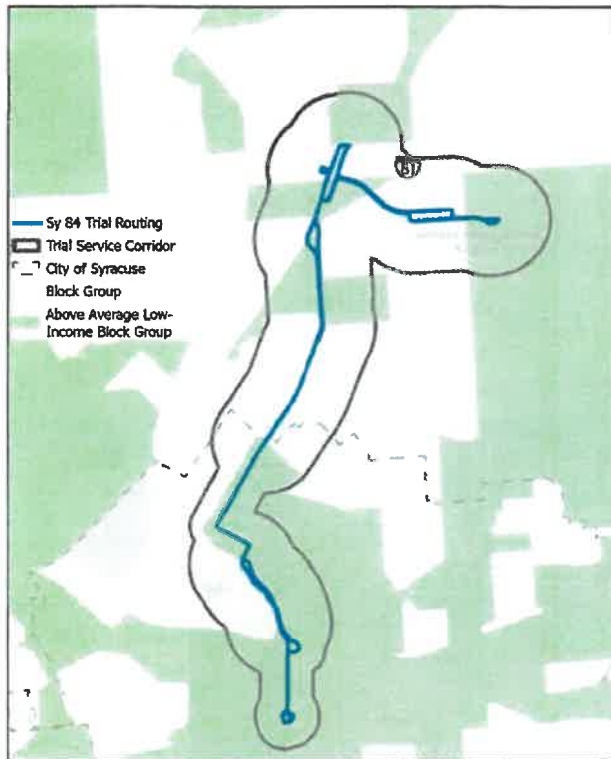 81
Sy 84 Trial Routing
Trial Service Corridor
City of Syracuse
Block Group
Above Average Low-
Income Block Group